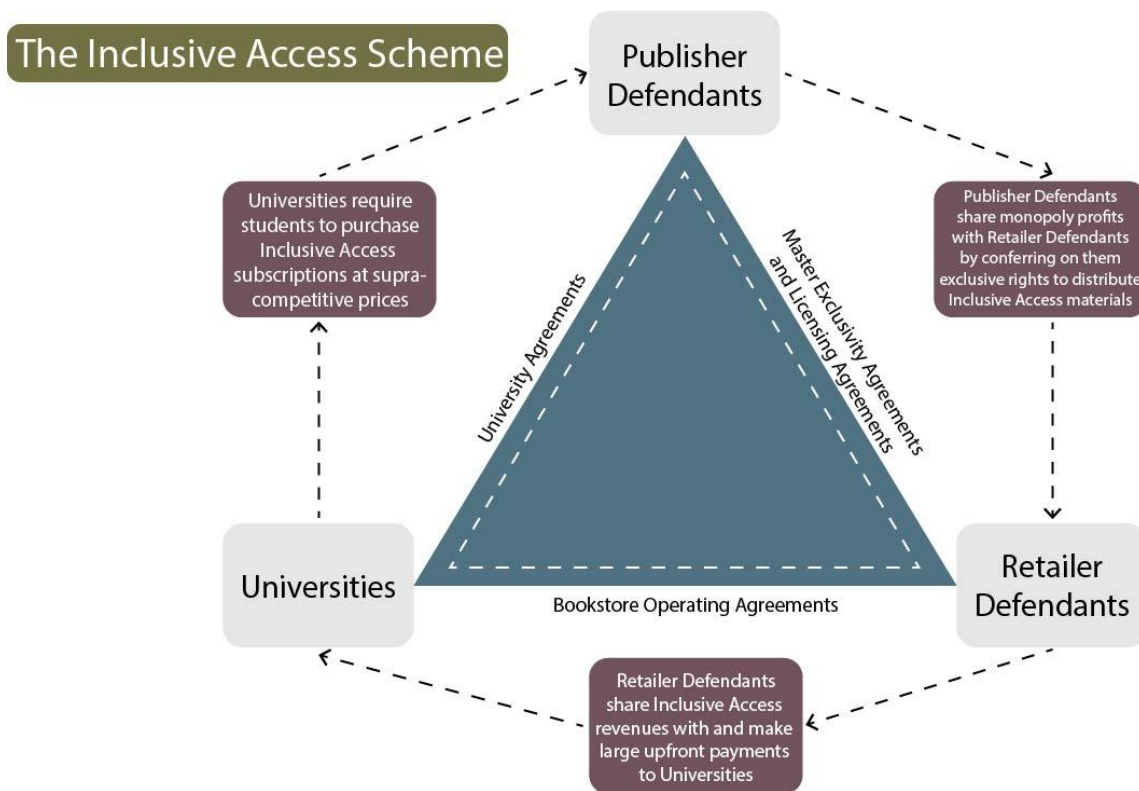 The Inclusive Access Scheme
Publisher
Defendants
Universities require
students to purchase
Inclusive Access
subscriptions at supra-
competitive prices
Publisher Defendants
share monopoly profits
with Retailer Defendants
by conferring on them
exclusive rights to distribute
Inclusive Access materials
University Agreements
Master Exclusivity Agreements
and Licensing Agreements
Universities
Bookstore Operating Agreements
Retailer
Defendants
Retailer Defendants
share Inclusive Access
revenues with and make
large upfront payments
to Universities